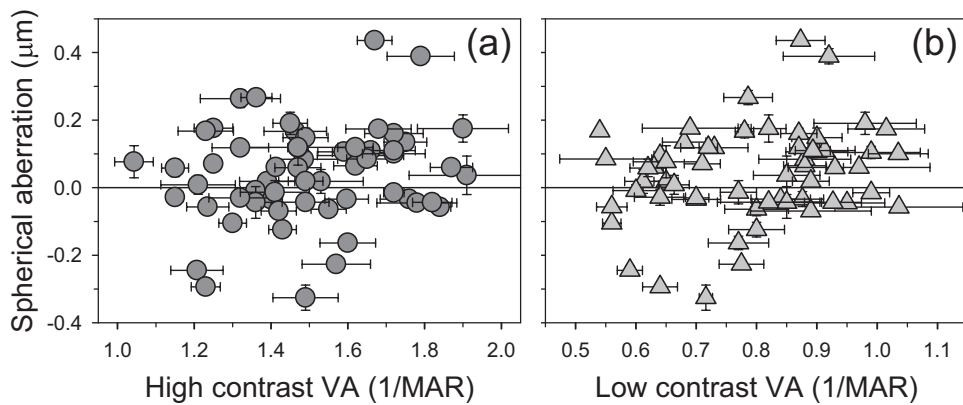 (a)
(b)
Spherical aberration (μm)
0.4
0.2
0.0
-0.2
-0.4
1.0 1.2 1.4 1.6 1.8 2.0
0.5 0.6 0.7 0.8 0.9 1.0 1.1
High contrast VA (1/MAR)
Low contrast VA (1/MAR)